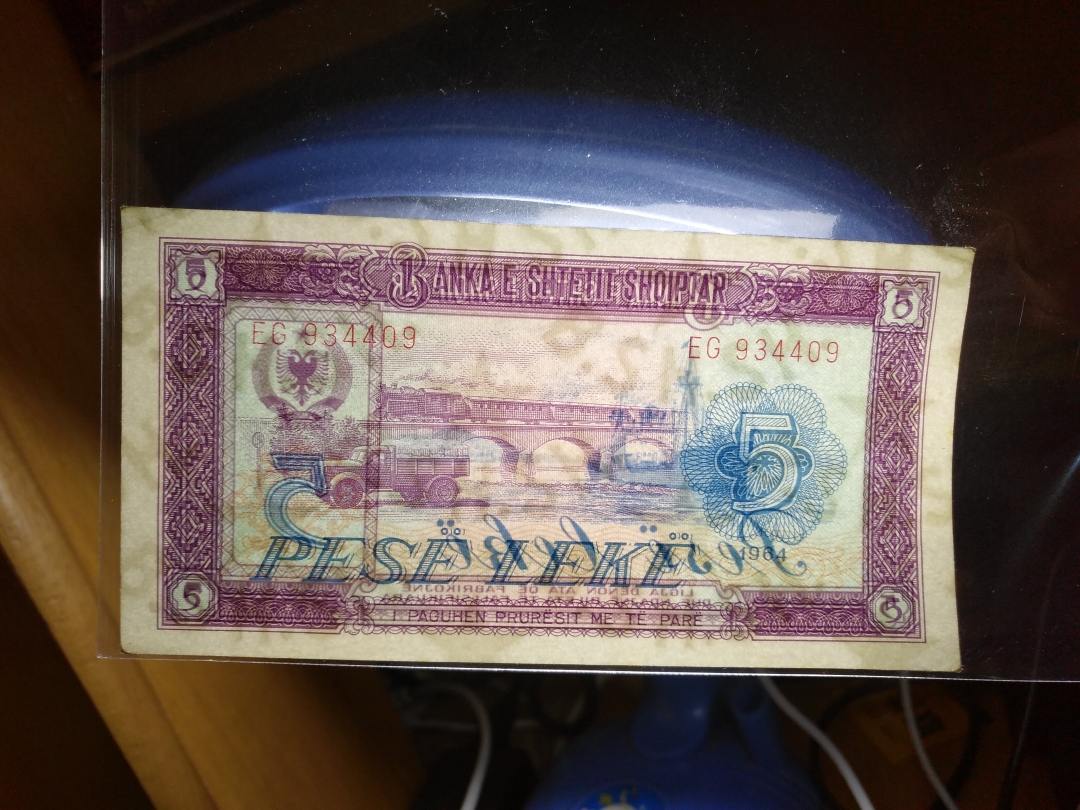 5 BANKA E SHTETIT SHQIPTAR 5
EG 934409 EG 934409
5
5
1964
PESË LEKË
5 I PAGUHEN PRURËSIT ME TË PARË 5